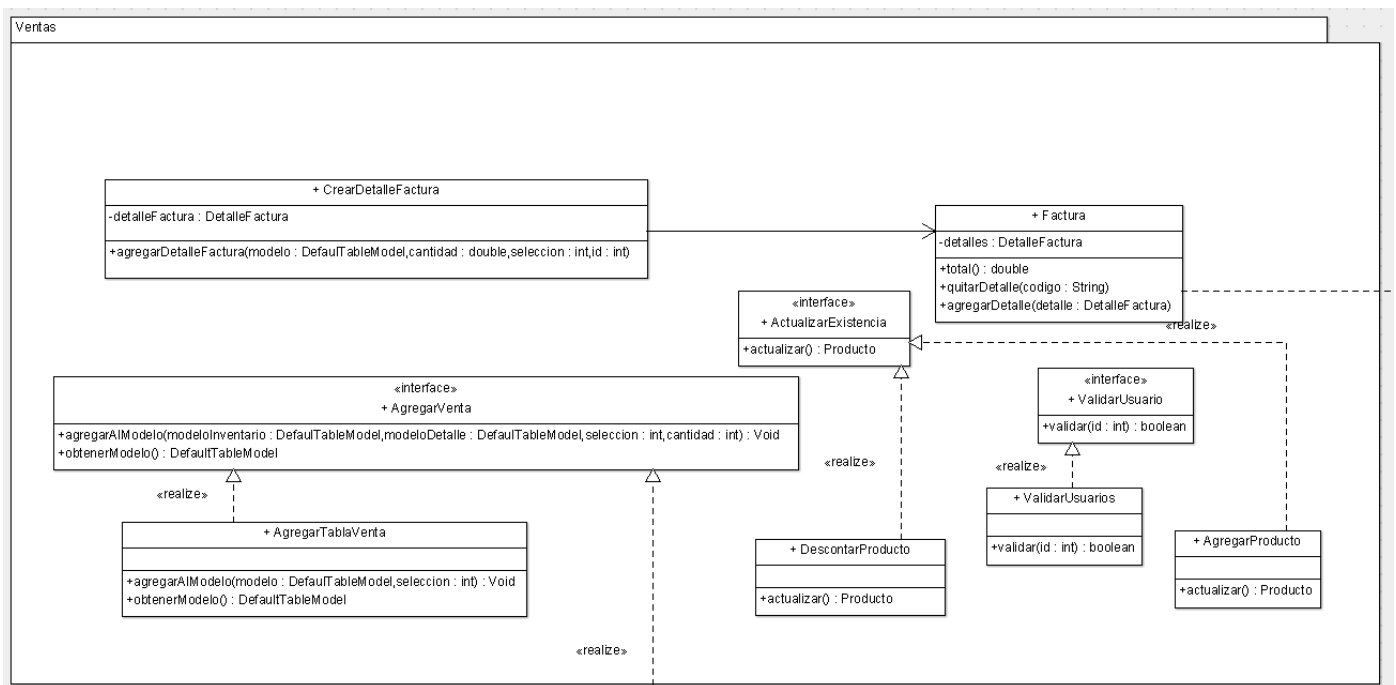 Ventas
+ CrearDetalleFactura
-detalleFactura : DetalleFactura
+agregarDetalleFactura(modelo : DefaulTableModel,cantidad : double,seleccion : int,id : int)
+ Factura
-detalles : DetalleFactura
+total() : double
+quitarDetalle(codigo : String)
+agregarDetalle(detalle : DetalleFactura)
«interface»
+ ActualizarExistencia
+actualizar() : Producto
«realize»
«interface»
+ AgregarVenta
+agregarAlModelo(modeloInventario : DefaulTableModel,modeloDetalle : DefaulTableModel,seleccion : int,cantidad : int) : Void
+obtenerModelo() : DefaultTableModel
«interface»
+ ValidarUsuario
+validar(id : int) : boolean
«realize»
«realize»
«realize»
+ AgregarTablaVenta
+agregarAlModelo(modelo : DefaulTableModel,seleccion : int) : Void
+obtenerModelo() : DefaultTableModel
+ DescontarProducto
+actualizar() : Producto
+ ValidarUsuarios
+validar(id : int) : boolean
+ AgregarProducto
+actualizar() : Producto
«realize»